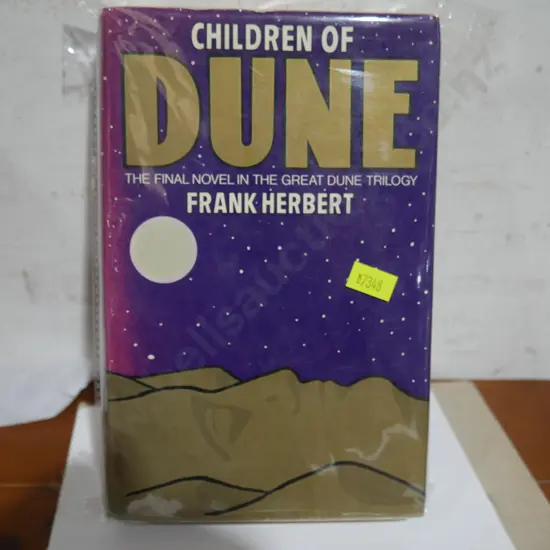 CHILDREN OF
DUNE
THE FINAL NOVEL IN THE GREAT DUNE TRILOGY
FRANK HERBERT